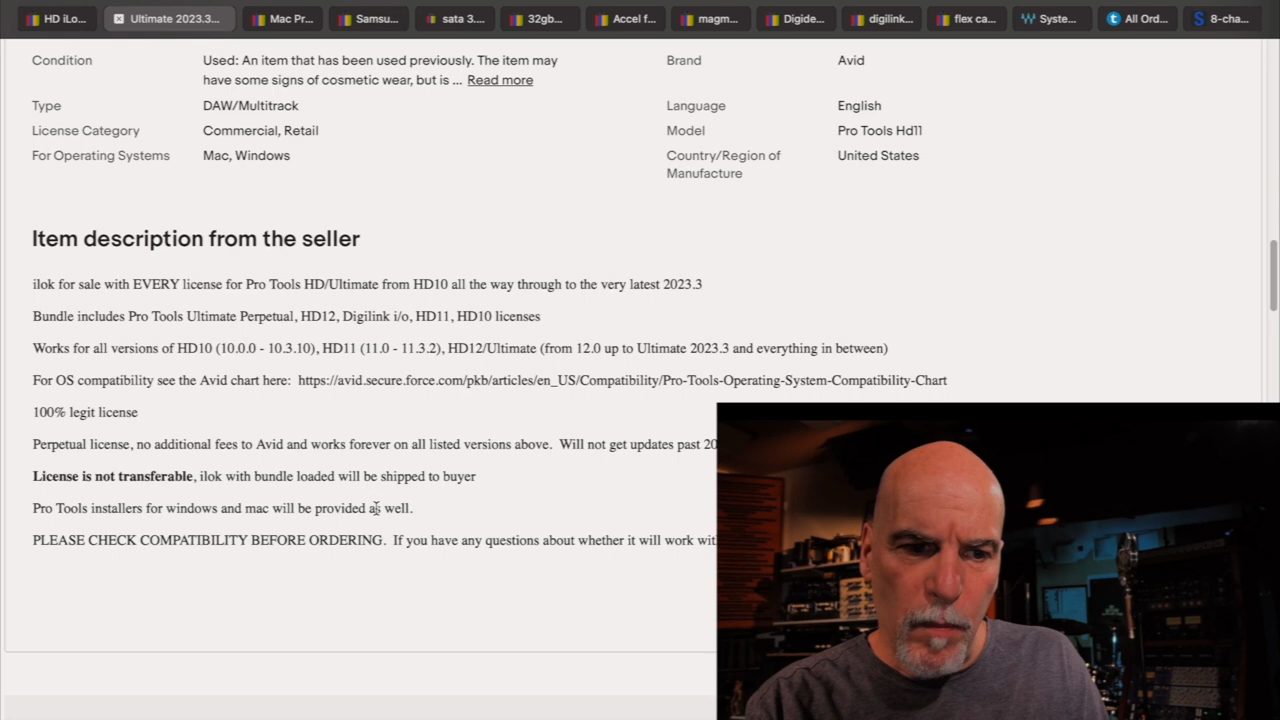 HD iLo...
Ultimate 2023.3...
Mac Pr...
Samsu...
sata 3....
32gb...
Accel f...
magm...
Digide...
digilink...
flex ca...
Syste...
All Ord...
8-cha...
Condition
Used: An item that has been used previously. The item may
have some signs of cosmetic wear, but is ... Read more
Brand
Avid
Type
DAW/Multitrack
Language
English
License Category
Commercial, Retail
Model
Pro Tools Hd11
For Operating Systems
Mac, Windows
Country/Region of
Manufacture
United States
Item description from the seller
ilok for sale with EVERY license for Pro Tools HD/Ultimate from HD10 all the way through to the very latest 2023.3
Bundle includes Pro Tools Ultimate Perpetual, HD12, Digilink i/o, HD11, HD10 licenses
Works for all versions of HD10 (10.0.0 - 10.3.10), HD11 (11.0 - 11.3.2), HD12/Ultimate (from 12.0 up to Ultimate 2023.3 and everything in between)
For OS compatibility see the Avid chart here: https://avid.secure.force.com/pkb/articles/en_US/Compatibility/Pro-Tools-Operating-System-Compatibility-Chart
100% legit license
Perpetual license, no additional fees to Avid and works forever on all listed versions above. Will not get updates past 20
License is not transferable, ilok with bundle loaded will be shipped to buyer
Pro Tools installers for windows and mac will be provided as well.
PLEASE CHECK COMPATIBILITY BEFORE ORDERING. If you have any questions about whether it will work wit